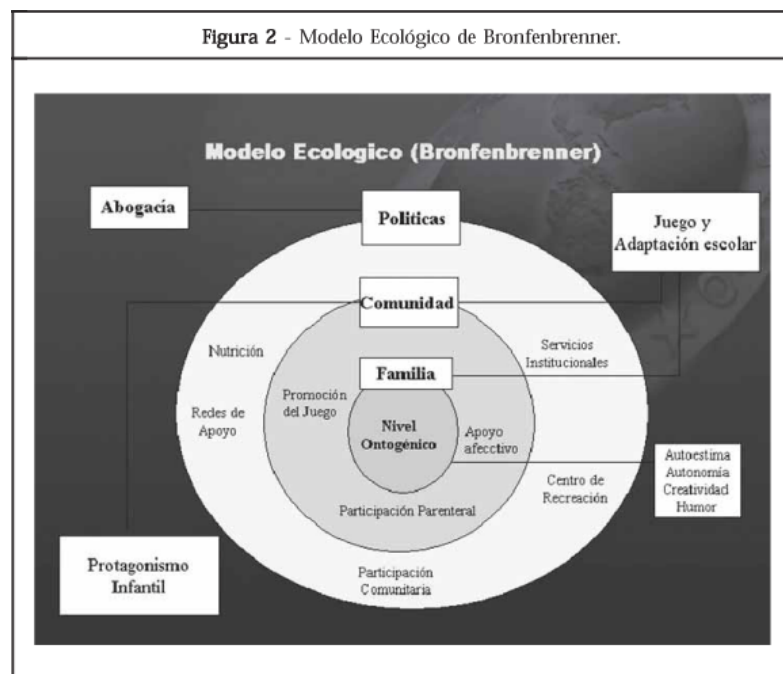 Figura 2 - Modelo Ecológico de Bronfenbrenner.
Modelo Ecologico (Bronfenbrenner)
Abogacía
Politicas
Juego y
Adaptación escolar
Comunidad
Nutrición
Servicios
Institucionales
Familia
Promoción
del Juego
Redes de
Apoyo
Nivel
Ontogénico
Apoyo
afecctivo
Autoestima
Autonomía
Creatividad
Humor
Centro de
Recreación
Participación Parenteral
Protagonismo
Infantil
Participación
Comunitaria